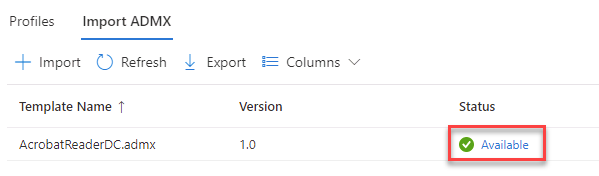 Profiles Import ADMX
Import Refresh Export Columns
Template Name ↑ Version Status
AcrobatReaderDC.admx 1.0 Available